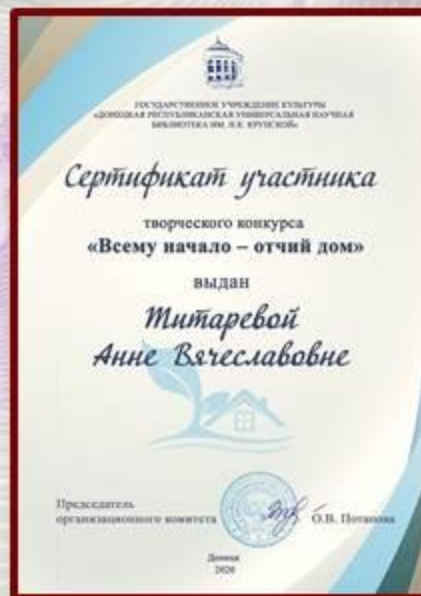 ГОСУДАРСТВЕННОЕ УЧРЕЖДЕНИЕ КУЛЬТУРЫ
«ДОНЕЦКАЯ РЕСПУБЛИКАНСКАЯ УНИВЕРСАЛЬНАЯ НАУЧНАЯ
БИБЛИОТЕКА ИМ. Н.К. КРУПСКОЙ»
Сертификат участника
творческого конкурса
«Всему начало – отчий дом»
выдан
Титаревой
Анне Вячеславовне
Председатель
организационного комитета
О.В. Потапова
Донецк
2020